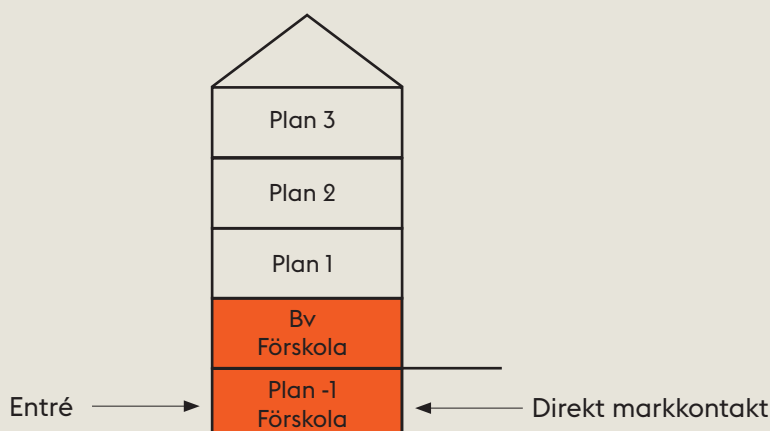 Plan 3
Plan 2
Plan 1
Bv
Förskola
Plan -1
Förskola
Entré
Direkt markkontakt